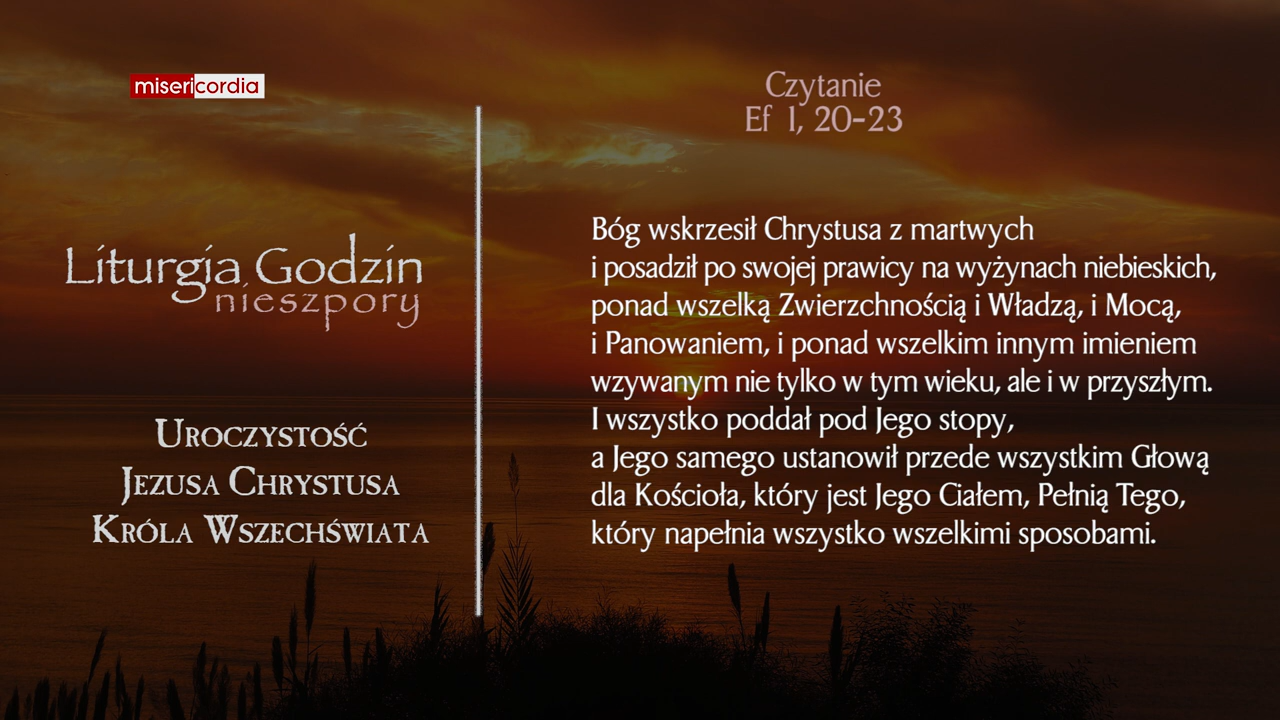 misericordia
Liturgia Godzin
nieszpory
Uroczystość
Jezusa Chrystusa
Króla Wszechświata
Czytanie
Ef 1, 20-23
Bóg wskrzesił Chrystusa z martwych
i posadził po swojej prawicy na wyżynach niebieskich,
ponad wszelką Zwierzchnością i Władzą, i Mocą,
i Panowaniem, i ponad wszelkim innym imieniem
wzywanym nie tylko w tym wieku, ale i w przyszłym.
I wszystko poddał pod Jego stopy,
a Jego samego ustanowił przede wszystkim Głową
dla Kościoła, który jest Jego Ciałem, Pełnią Tego,
który napełnia wszystko wszelkimi sposobami.